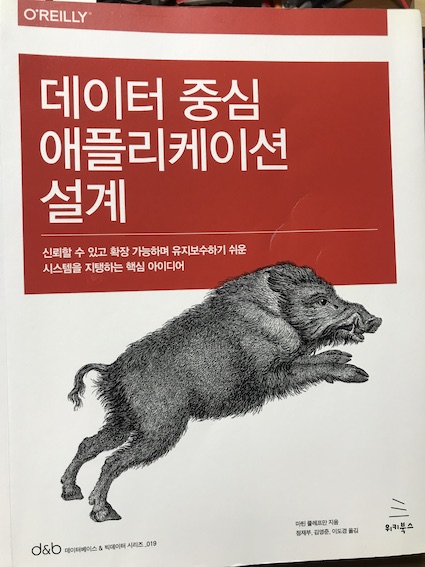 O'REILLY®
데이터 중심
애플리케이션
설계
신뢰할 수 있고 확장 가능하며 유지보수하기 쉬운
시스템을 지탱하는 핵심 아이디어
마틴 클레프만 지음
정재부, 김영준, 이도경 옮김
위키북스
d&b 데이터베이스 & 빅데이터 시리즈_019